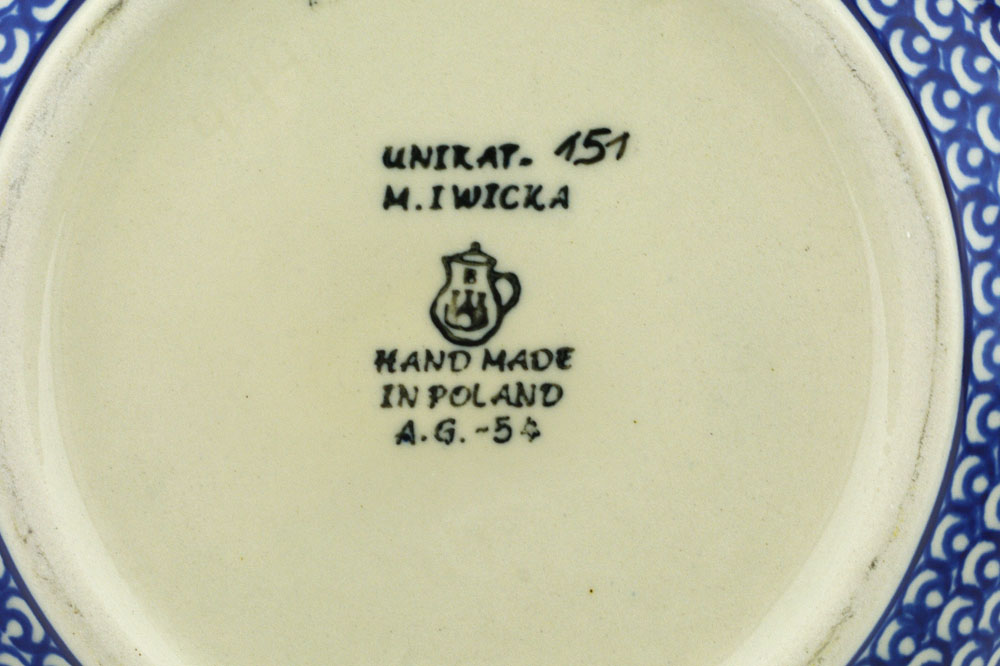 UNIKAT- 151
M. IWICKA
B
HAND MADE
IN POLAND
A.G.-54